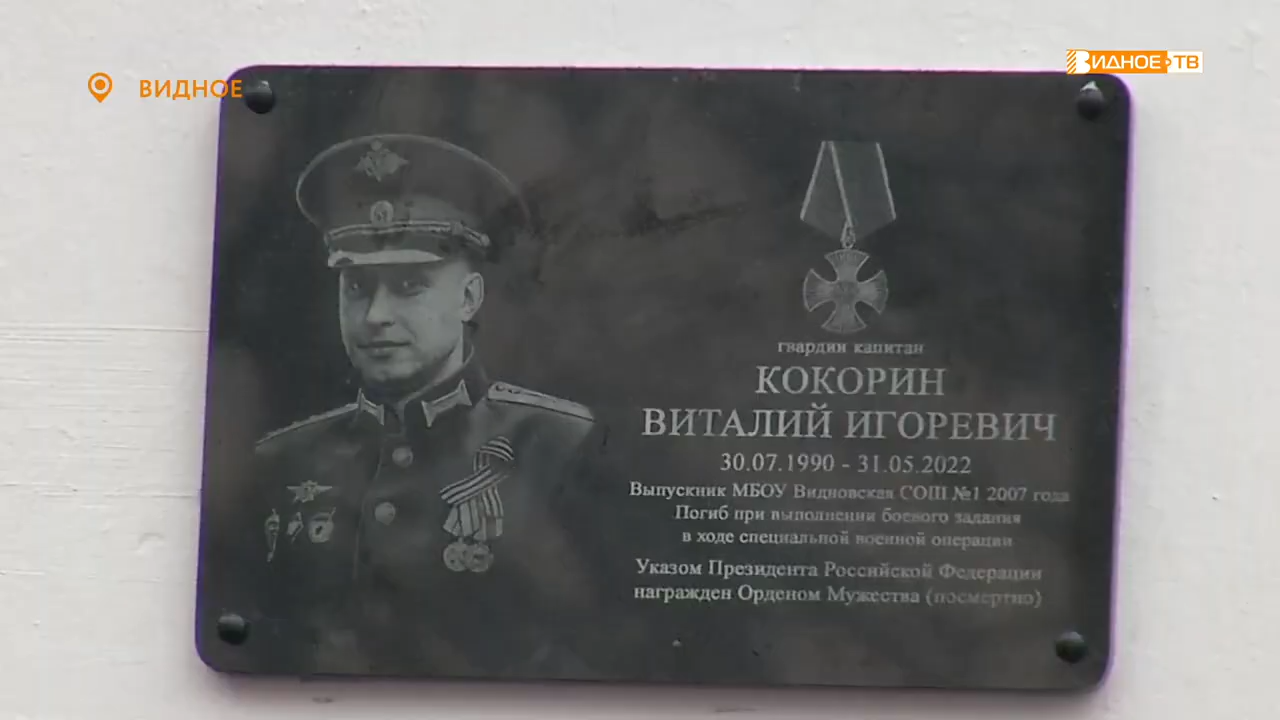 ВИДНОЕ
ВИДНОЕ ТВ
гвардии капитан
КОКОРИН
ВИТАЛИЙ ИГОРЕВИЧ
30.07.1990 - 31.05.2022
Выпускник МБОУ Видновская СОШ №1 2007 года
Погиб при выполнении боевого задания
в ходе специальной военной операции
Указом Президента Российской Федерации
награжден Орденом Мужества (посмертно)